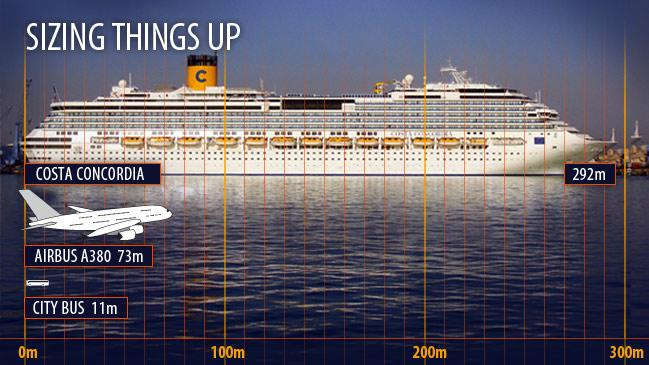 SIZING THINGS UP
C
COSTA CONCORDIA 292m
AIRBUS A380 73m
CITY BUS 11m
0m 100m 200m 300m